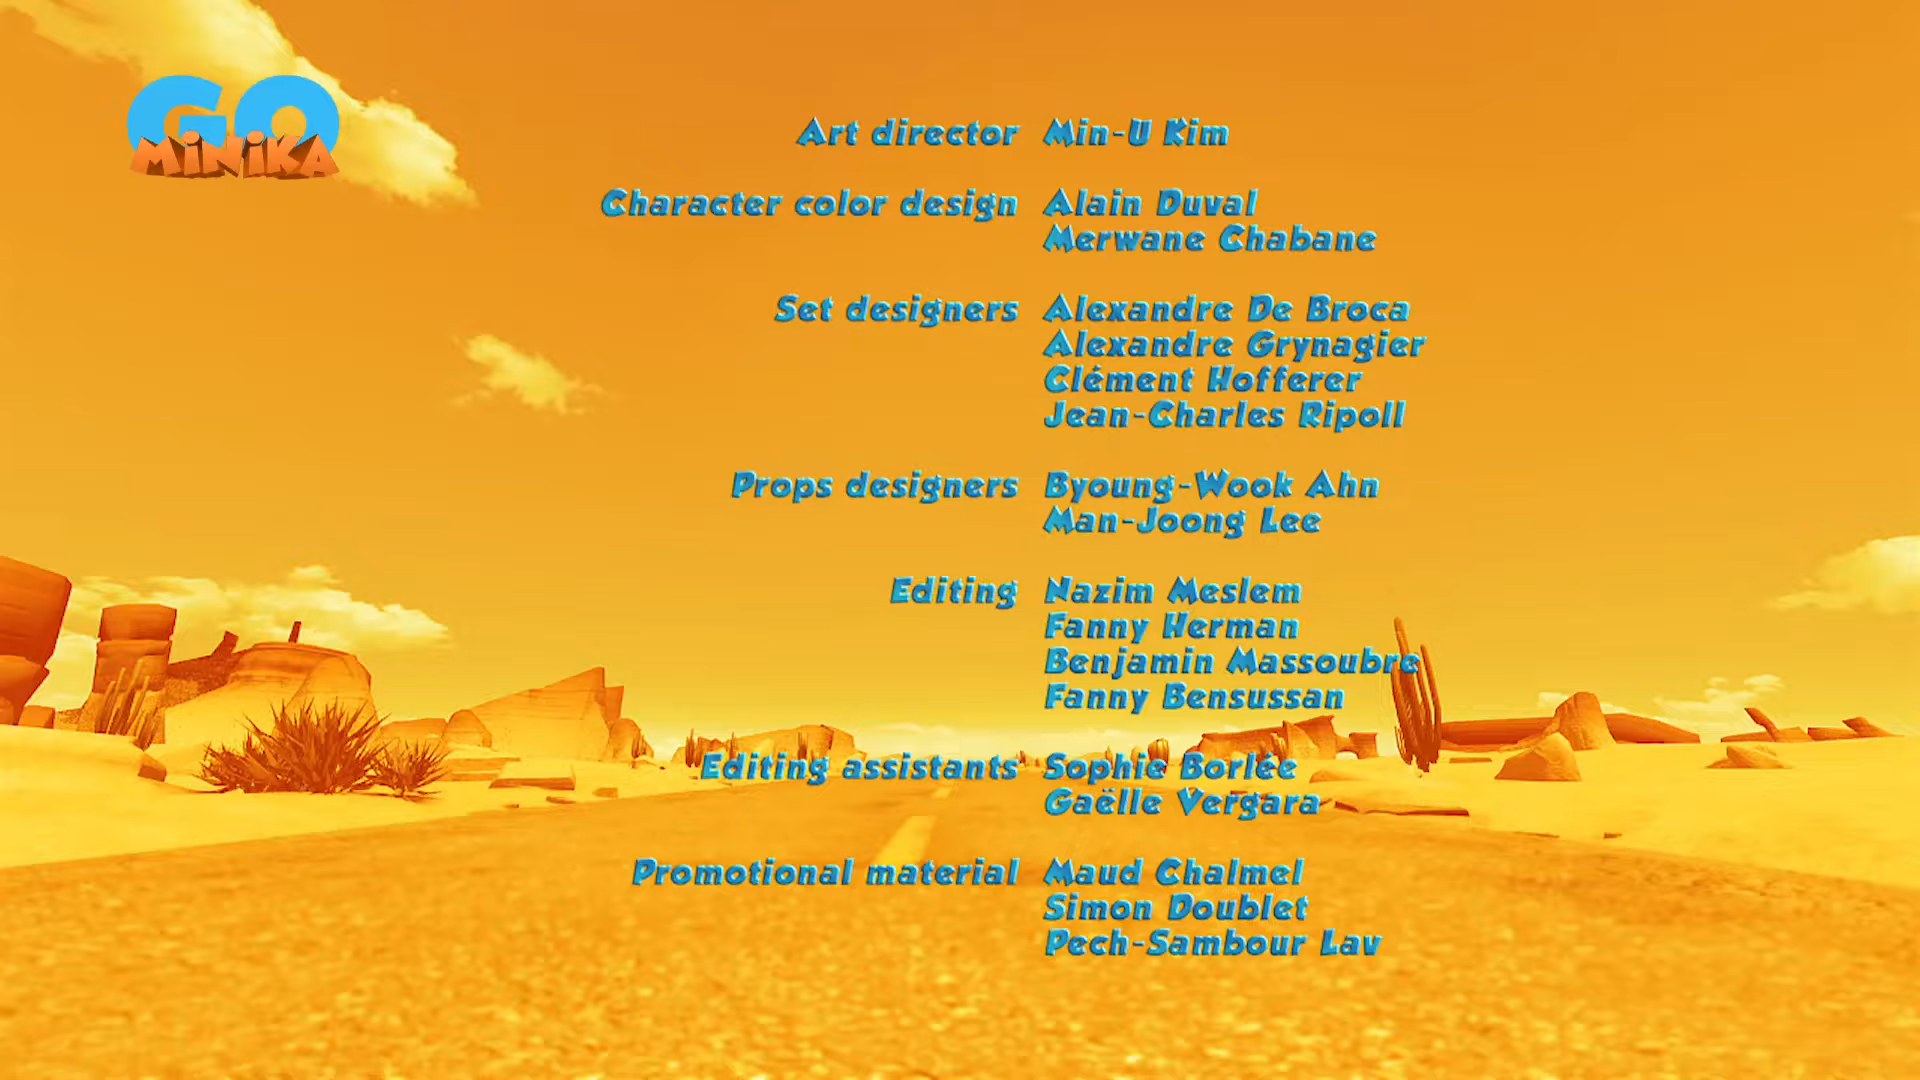 GO
MINIKA
Art director Min-U Kim
Character color design Alain Duval
Merwane Chabane
Set designers Alexandre De Broca
Alexandre Grynagier
Clément Hofferer
Jean-Charles Ripoll
Props designers Byoung-Wook Ahn
Man-Joong Lee
Editing Nazim Meslem
Fanny Herman
Benjamin Massoubre
Fanny Bensussan
Editing assistants Sophie Borlée
Gaëlle Vergara
Promotional material Maud Chalmel
Simon Doublet
Pech-Sambour Lav